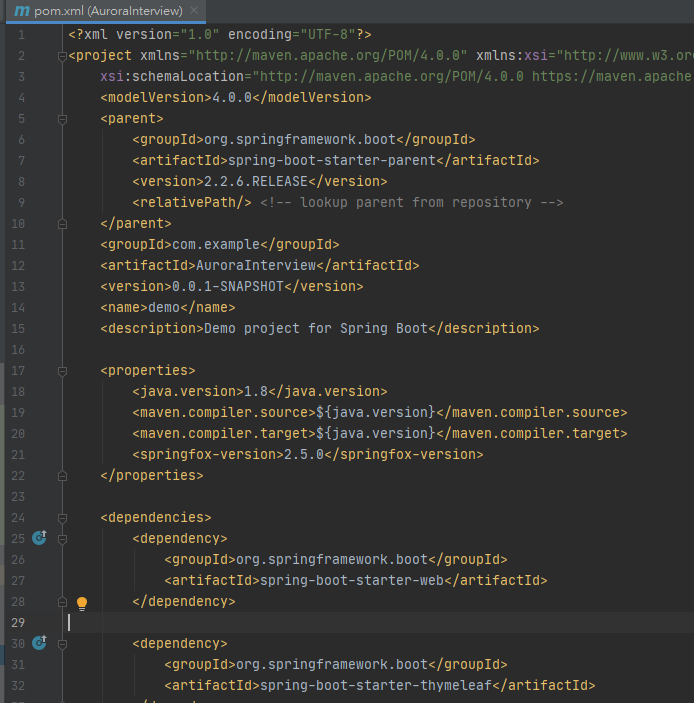 pom.xml (AuroraInterview)
1 <?xml version="1.0" encoding="UTF-8"?>
2 <project xmlns="http://maven.apache.org/POM/4.0.0" xmlns:xsi="http://www.w3.or
3 xsi:schemaLocation="http://maven.apache.org/POM/4.0.0 https://maven.apache
4 <modelVersion>4.0.0</modelVersion>
5 <parent>
6 <groupId>org.springframework.boot</groupId>
7 <artifactId>spring-boot-starter-parent</artifactId>
8 <version>2.2.6.RELEASE</version>
9 <relativePath/> <!-- lookup parent from repository -->
10 </parent>
11 <groupId>com.example</groupId>
12 <artifactId>AuroraInterview</artifactId>
13 <version>0.0.1-SNAPSHOT</version>
14 <name>demo</name>
15 <description>Demo project for Spring Boot</description>
16
17 <properties>
18 <java.version>1.8</java.version>
19 <maven.compiler.source>${java.version}</maven.compiler.source>
20 <maven.compiler.target>${java.version}</maven.compiler.target>
21 <springfox-version>2.5.0</springfox-version>
22 </properties>
23
24 <dependencies>
25 <dependency>
26 <groupId>org.springframework.boot</groupId>
27 <artifactId>spring-boot-starter-web</artifactId>
28 </dependency>
29
30 <dependency>
31 <groupId>org.springframework.boot</groupId>
32 <artifactId>spring-boot-starter-thymeleaf</artifactId>